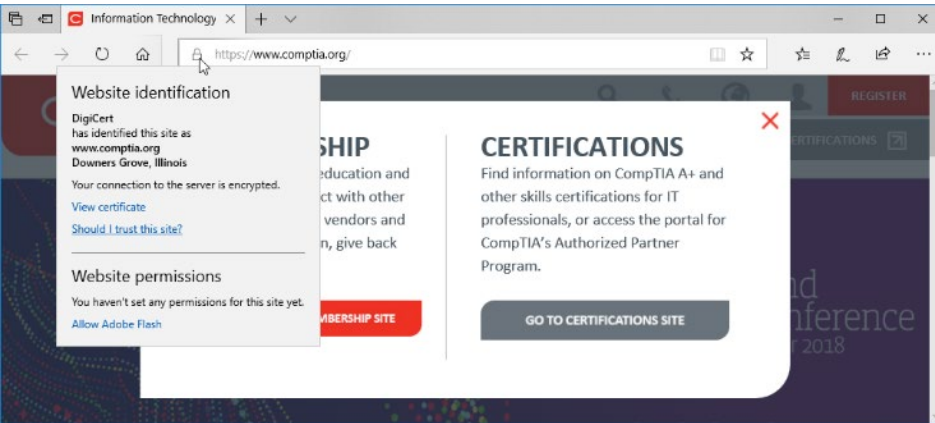 Information Technology
https://www.comptia.org/
Website identification
DigiCert
has identified this site as
www.comptia.org
Downers Grove, Illinois
Your connection to the server is encrypted.
View certificate
Should I trust this site?
Website permissions
You haven't set any permissions for this site yet.
Allow Adobe Flash
REGISTER
SHIP
education and
ct with other
vendors and
n, give back
MBERSHIP SITE
CERTIFICATIONS
Find information on CompTIA A+ and
other skills certifications for IT
professionals, or access the portal for
CompTIA's Authorized Partner
Program.
GO TO CERTIFICATIONS SITE
ERTIFICATIONS
nd
nference
r 2018